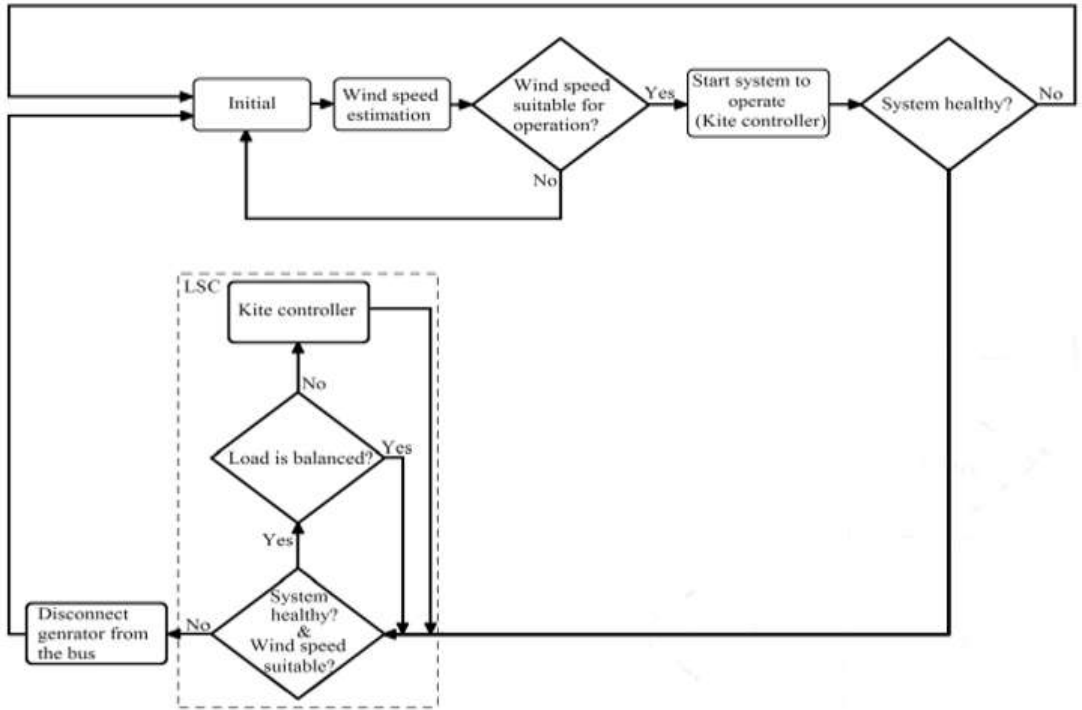 Initial
Wind speed
estimation
Wind speed
suitable for
operation?
Yes
No
Start system to
operate
(Kite controller)
System healthy?
No
LSC
Kite controller
No
Load is balanced?
Yes
Yes
System
healthy?
&
Wind speed
suitable?
No
Disconnect
genrator from
the bus